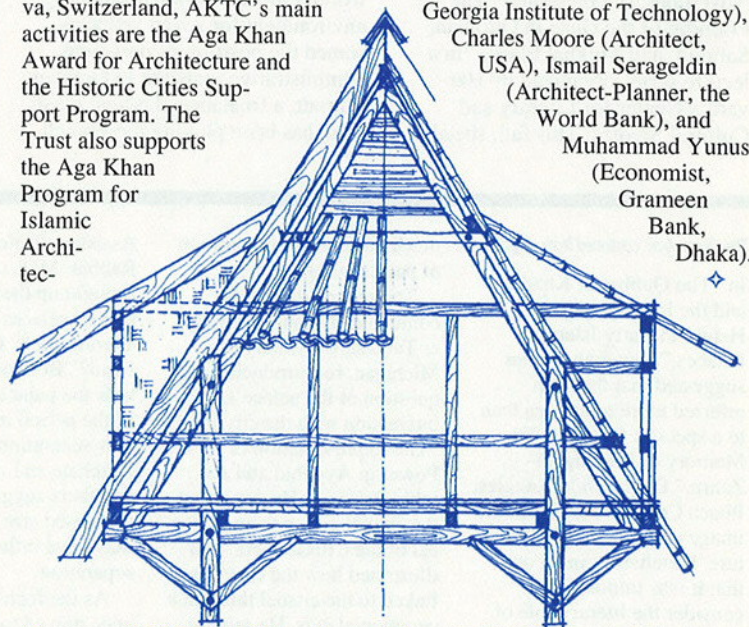 va, Switzerland, AKTC's main
activities are the Aga Khan
Award for Architecture and
the Historic Cities Sup-
port Program. The
Trust also supports
the Aga Khan
Program for
Islamic
Archi-
tec-
Georgia Institute of Technology),
Charles Moore (Architect,
USA), Ismail Serageldin
(Architect-Planner, the
World Bank), and
Muhammad Yunus
(Economist,
Grameen
Bank,
Dhaka).